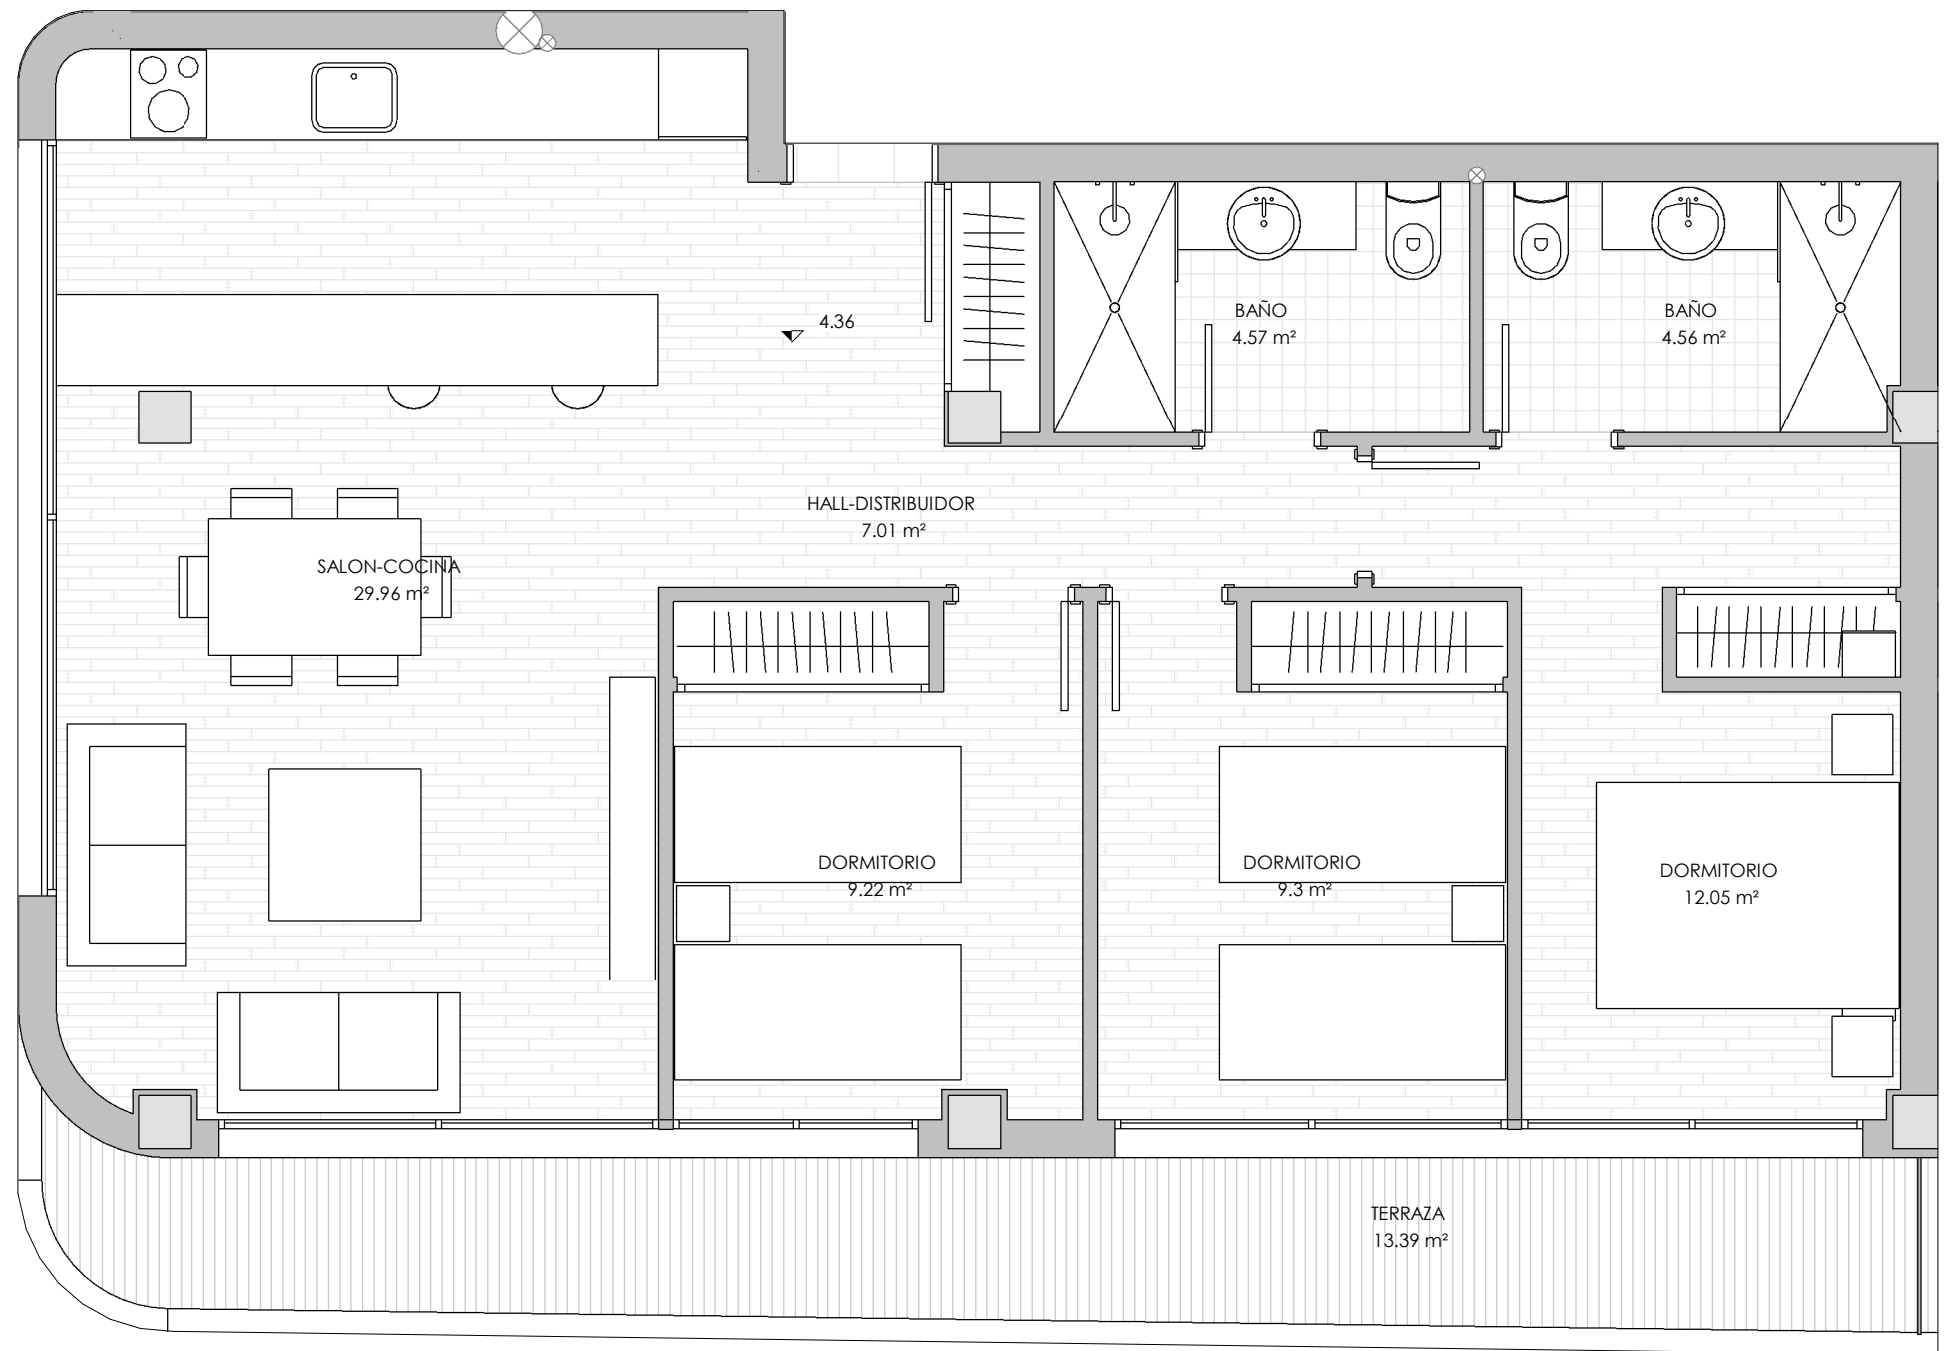 BAÑO
4.57 m²
BAÑO
4.56 m²
4.36
HALL-DISTRIBUIDOR
7.01 m²
SALON-COCINA
29.96 m²
DORMITORIO
9.22 m²
DORMITORIO
9.3 m²
DORMITORIO
12.05 m²
TERRAZA
13.39 m²